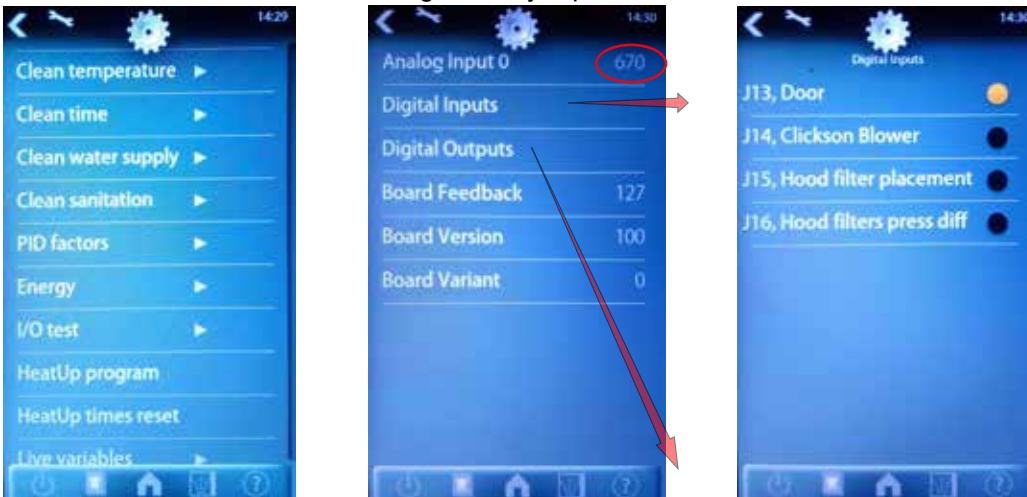 14:29
Clean temperature
Clean time
Clean water supply
Clean sanitation
PID factors
Energy
I/O test
HeatUp program
HeatUp times reset
Live variables
14:30
Analog Input 0 670
Digital Inputs
Digital Outputs
Board Feedback 127
Board Version 100
Board Variant 0
14:30
Digital Inputs
J13, Door
J14, Clickson Blower
J15, Hood filter placement
J16, Hood filters press diff